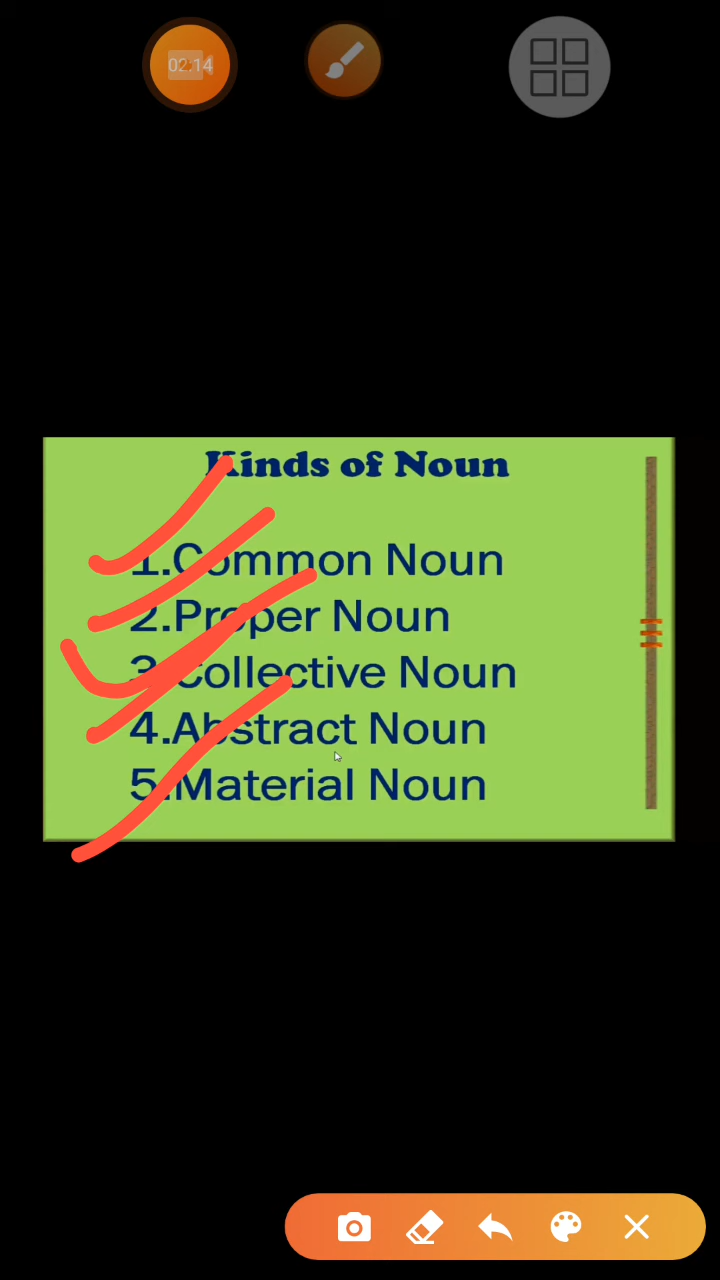 02:14
Kinds of Noun
1.Common Noun
2.Proper Noun
3.Collective Noun
4.Abstract Noun
5.Material Noun